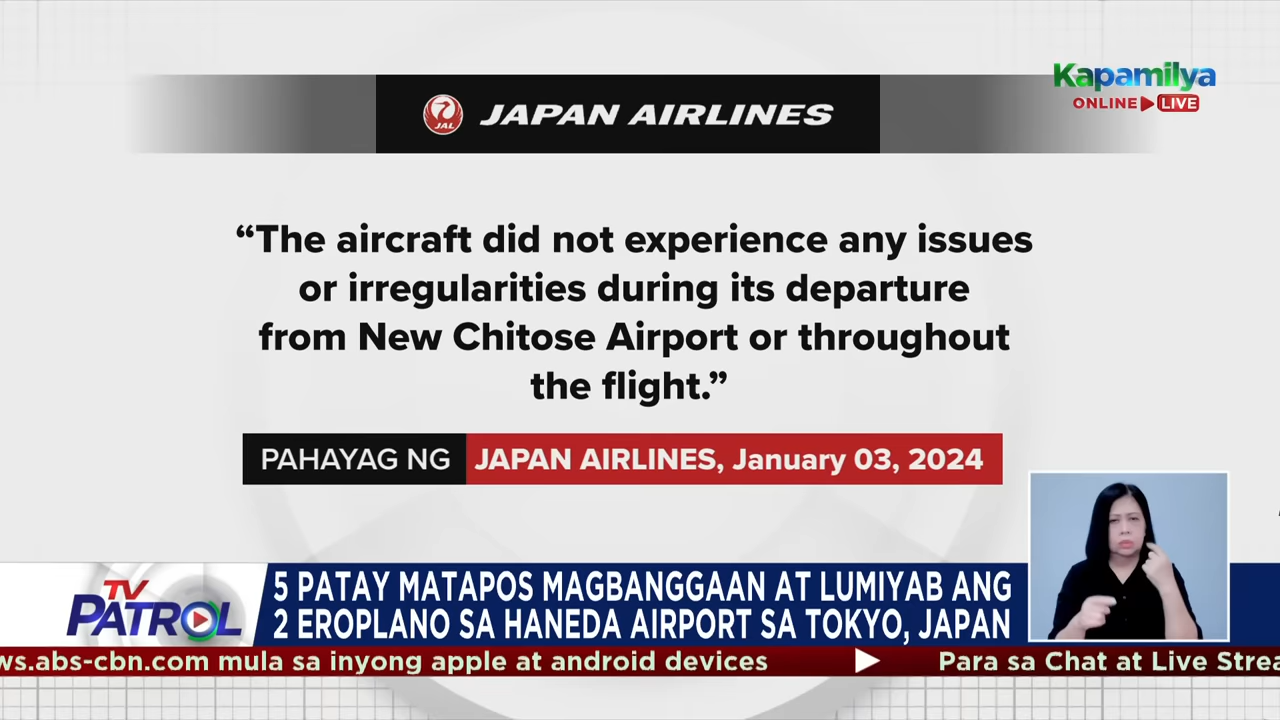 Kapamilya
ONLINE LIVE
JAL
JAPAN AIRLINES
“The aircraft did not experience any issues
or irregularities during its departure
from New Chitose Airport or throughout
the flight.”
PAHAYAG NG JAPAN AIRLINES, January 03, 2024
TV
PATROL
5 PATAY MATAPOS MAGBANGGAAN AT LUMIYAB ANG
2 EROPLANO SA HANEDA AIRPORT SA TOKYO, JAPAN
ws.abs-cbn.com mula sa inyong apple at android devices Para sa Chat at Live Strea